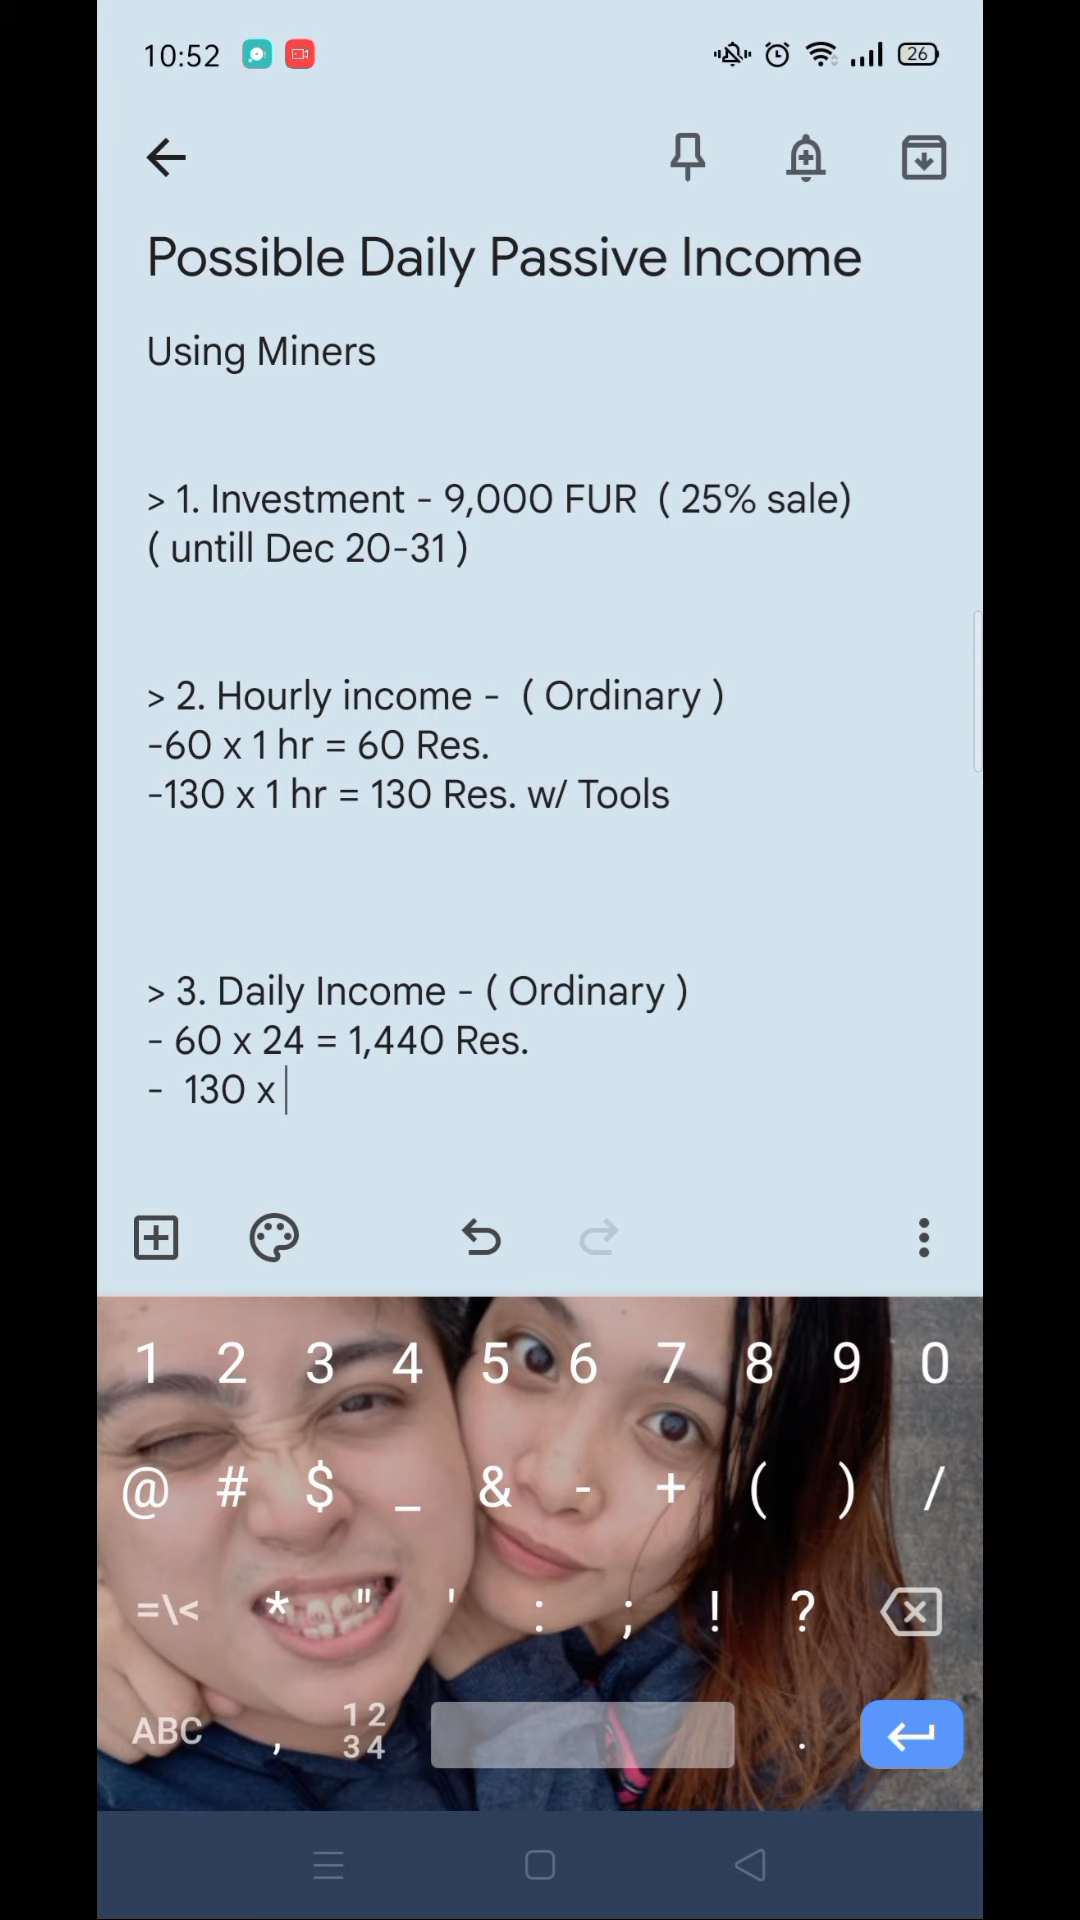 10:52
26
Possible Daily Passive Income
Using Miners
> 1. Investment - 9,000 FUR ( 25% sale)
( untill Dec 20-31 )
> 2. Hourly income - ( Ordinary )
-60 x 1 hr = 60 Res.
-130 x 1 hr = 130 Res. w/ Tools
> 3. Daily Income - ( Ordinary )
- 60 x 24 = 1,440 Res.
- 130 x
1 2 3 4 5 6 7 8 9 0
@ # $ _ & - + ( ) /
=\< * " ' : ; ! ?
ABC , 12 34 .